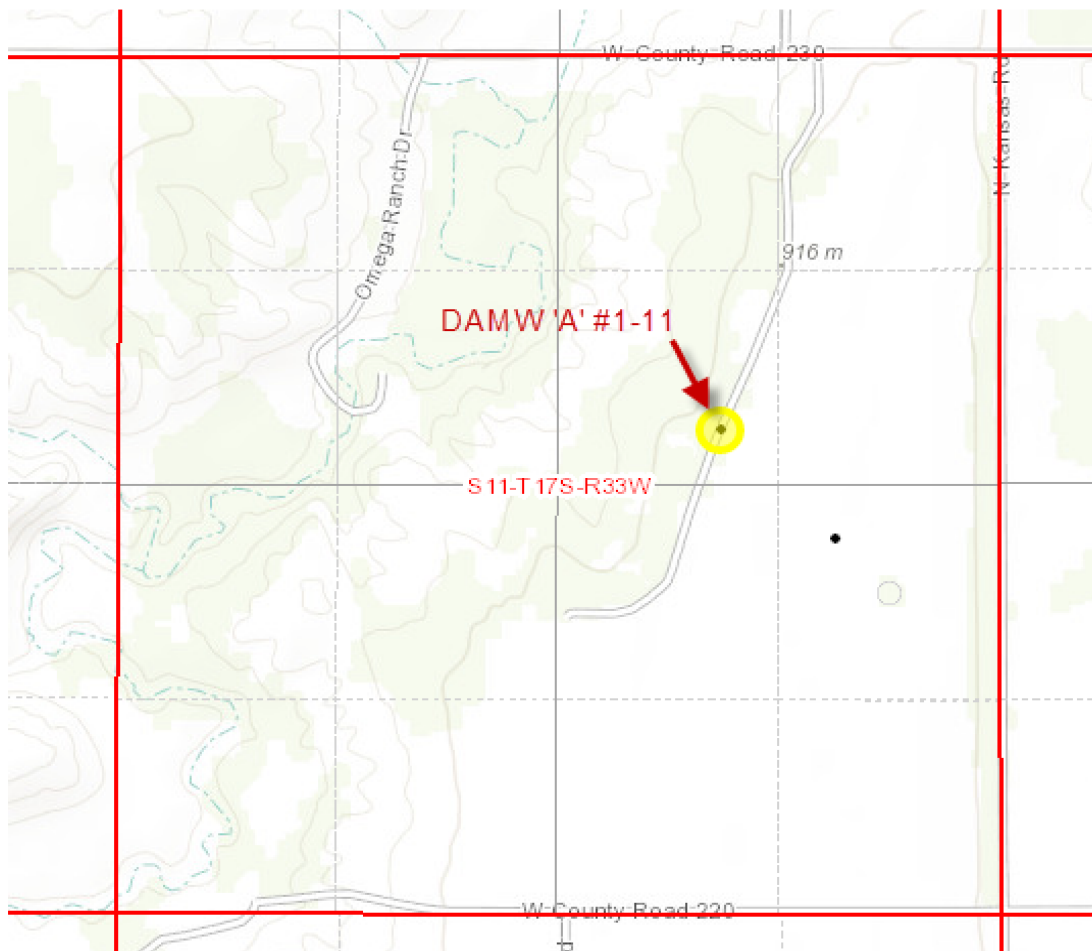 W County Road 230
N Kansas Rd
Omega Ranch Dr
916 m
DAMW 'A' #1-11
S11-T17S-R33W
W County Road 220